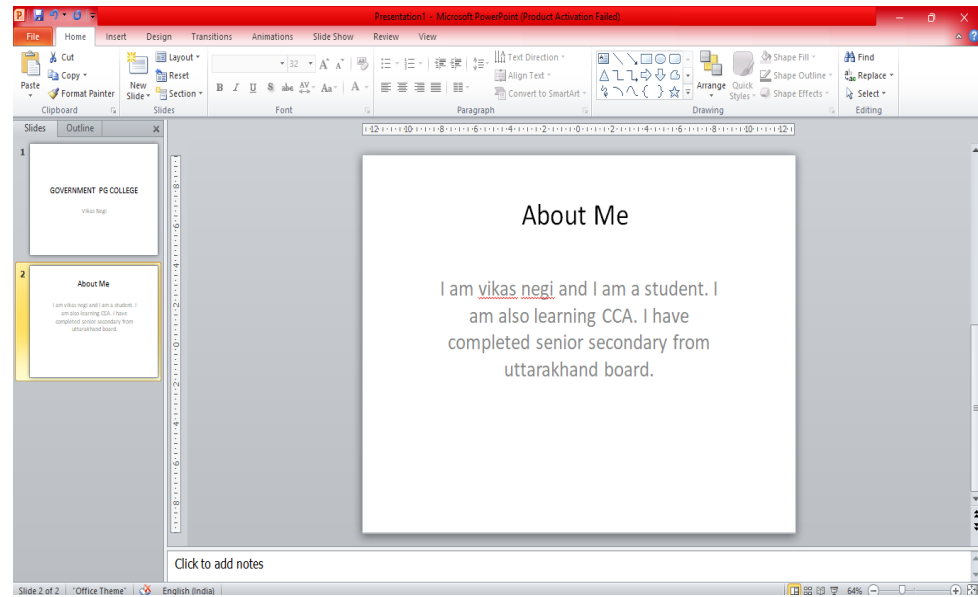 Presentation1 - Microsoft PowerPoint (Product Activation Failed)
File Home Insert Design Transitions Animations Slide Show Review View
Paste
Cut
Copy
Format Painter
Clipboard
New Slide
Layout
Reset
Section
Slides
32
Font
Text Direction
Align Text
Convert to SmartArt
Paragraph
Arrange
Quick Styles
Shape Fill
Shape Outline
Shape Effects
Drawing
Find
Replace
Select
Editing
Slides Outline
1
GOVERNMENT PG COLLEGE
Vikas Negi
2
About Me
I am vikas negi and I am a student. I
am also learning CCA. I have
completed senior secondary from
uttarakhand board.
About Me
I am vikas negi and I am a student. I
am also learning CCA. I have
completed senior secondary from
uttarakhand board.
Click to add notes
Slide 2 of 2 "Office Theme" English (India) 64%